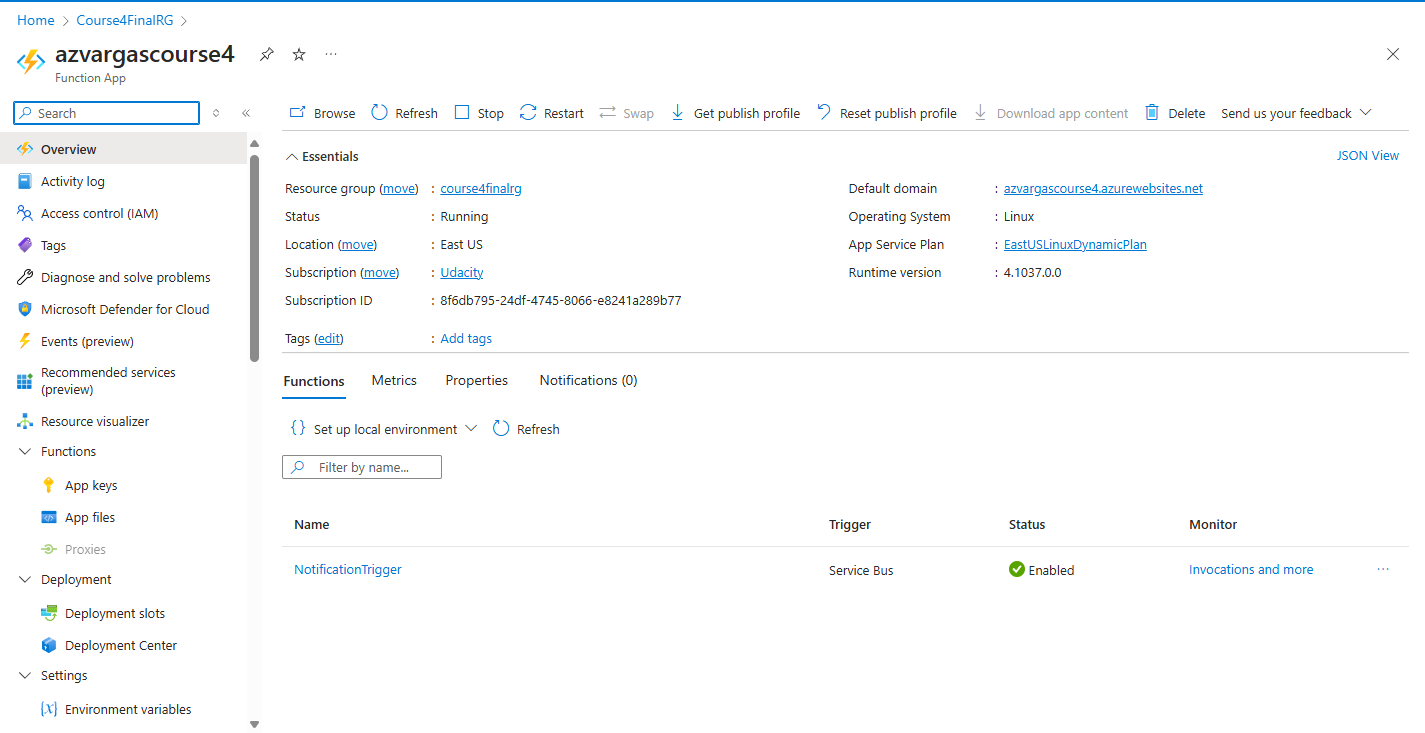 Home > Course4FinalRG >
azvargascourse4
Function App
Search
Overview
Activity log
Access control (IAM)
Tags
Diagnose and solve problems
Microsoft Defender for Cloud
Events (preview)
Recommended services
(preview)
Resource visualizer
Functions
App keys
App files
Proxies
Deployment
Deployment slots
Deployment Center
Settings
Environment variables
Browse Refresh Stop Restart Swap Get publish profile Reset publish profile Download app content Delete Send us your feedback
Essentials JSON View
Resource group (move) : course4finalrg
Status : Running
Location (move) : East US
Subscription (move) : Udacity
Subscription ID : 8f6db795-24df-4745-8066-e8241a289b77
Tags (edit) : Add tags
Default domain : azvargascourse4.azurewebsites.net
Operating System : Linux
App Service Plan : EastUSLinuxDynamicPlan
Runtime version : 4.1037.0.0
Functions Metrics Properties Notifications (0)
Set up local environment Refresh
Filter by name...
Name Trigger Status Monitor
NotificationTrigger Service Bus Enabled Invocations and more